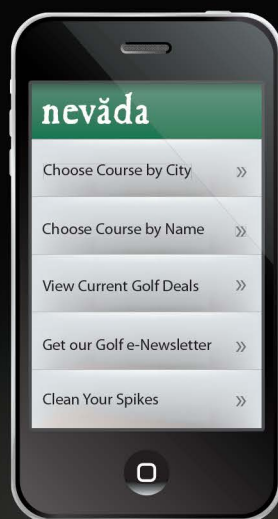 nevăda
Choose Course by City
Choose Course by Name
View Current Golf Deals
Get our Golf e-Newsletter
Clean Your Spikes